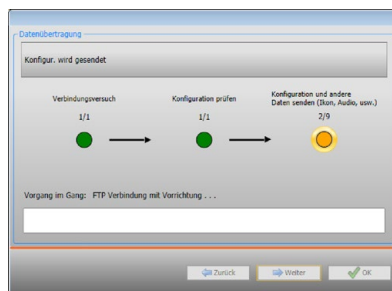 Datenübertragung
Konfigur. wird gesendet
Verbindungsversuch
1/1
Konfiguration prüfen
1/1
Konfiguration und andere
Daten senden (Ikon, Audio, usw.)
2/9
Vorgang im Gang: FTP Verbindung mit Vorrichtung . . .
Zurück
Weiter
OK